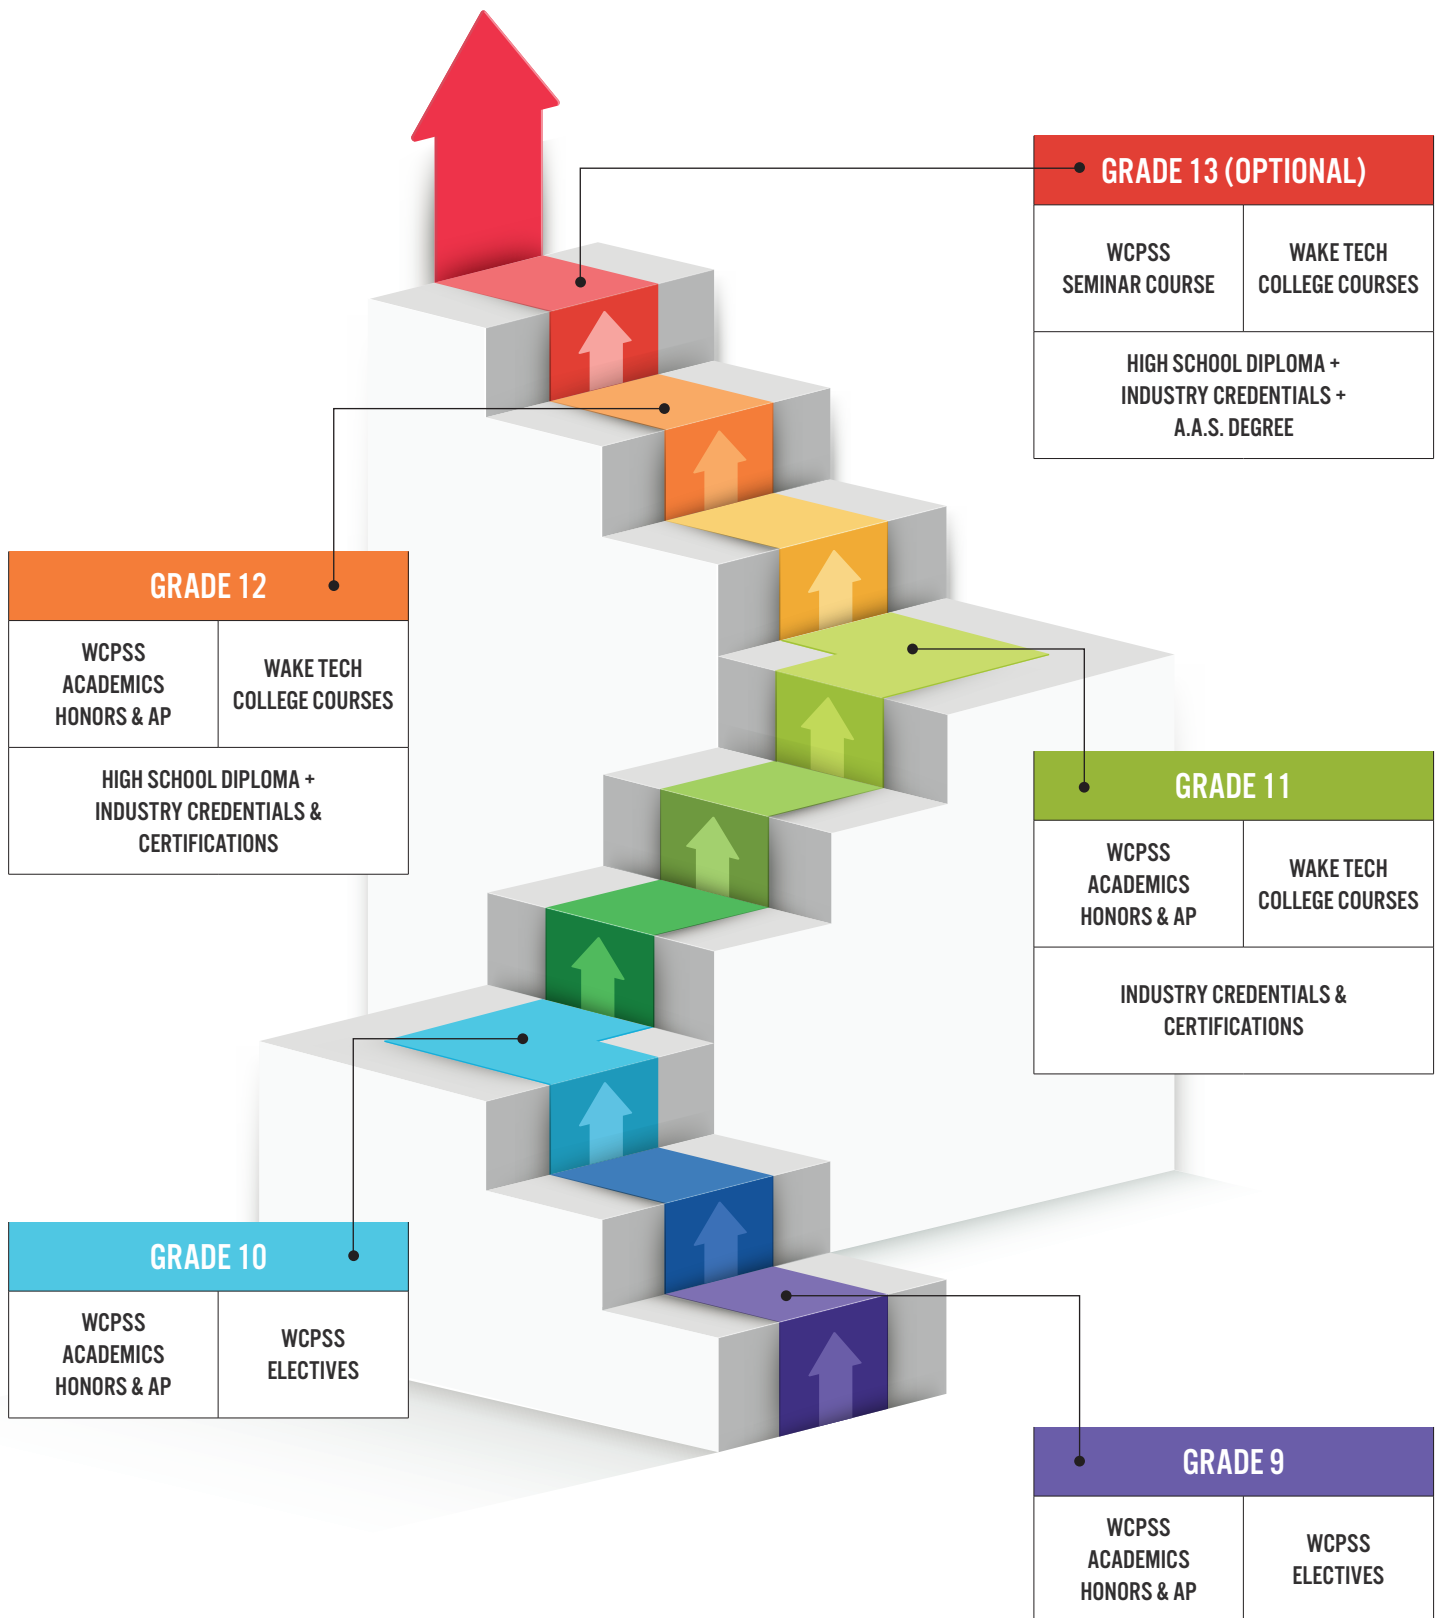 GRADE 13 (OPTIONAL)
WCPSS
SEMINAR COURSE
WAKE TECH
COLLEGE COURSES
HIGH SCHOOL DIPLOMA +
INDUSTRY CREDENTIALS +
A.A.S. DEGREE
GRADE 12
WCPSS
ACADEMICS
HONORS & AP
WAKE TECH
COLLEGE COURSES
HIGH SCHOOL DIPLOMA +
INDUSTRY CREDENTIALS &
CERTIFICATIONS
GRADE 11
WCPSS
ACADEMICS
HONORS & AP
WAKE TECH
COLLEGE COURSES
INDUSTRY CREDENTIALS &
CERTIFICATIONS
GRADE 10
WCPSS
ACADEMICS
HONORS & AP
WCPSS
ELECTIVES
GRADE 9
WCPSS
ACADEMICS
HONORS & AP
WCPSS
ELECTIVES